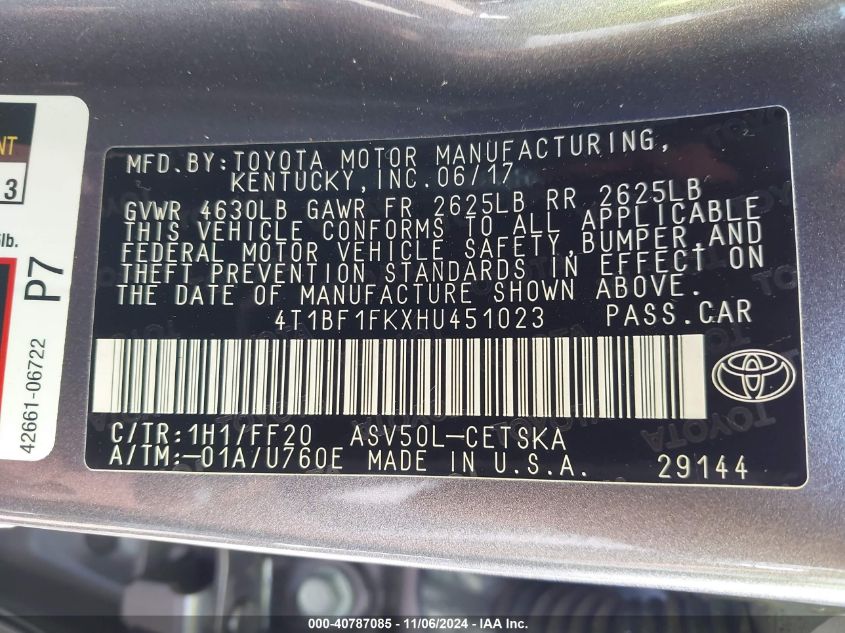 MFD.BY:TOYOTA MOTOR MANUFACTURING,
KENTUCKY,INC.06/17
GVWR 4630LB GAWR FR 2625LB RR 2625LB
THIS VEHICLE CONFORMS TO ALL APPLICABLE
FEDERAL MOTOR VEHICLE SAFETY,BUMPER,AND
THEFT PREVENTION STANDARDS IN EFFECT ON
THE DATE OF MANUFACTURE SHOWN ABOVE.
4T1BF1FKXHU451023 PASS.CAR
C/TR:1H1/FF20 ASV50L-CETSKA
A/TM:-01A/U760E MADE IN U.S.A. 29144
3
lb.
P7
42661-06722
000-40787085 - 11/06/2024 - IAA Inc.